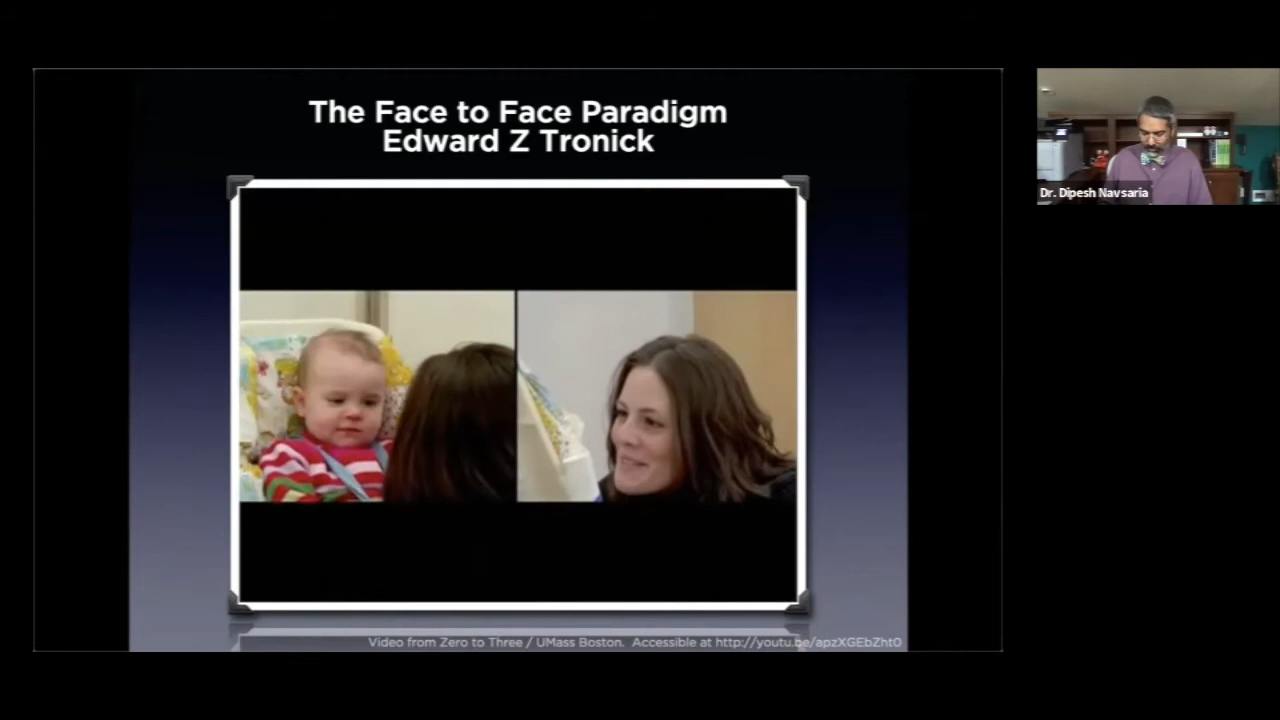 The Face to Face Paradigm
Edward Z Tronick
Dr. Dipesh Navsaria
Video from Zero to Three / UMass Boston. Accessible at http://youtu.be/apzXGEbZht0